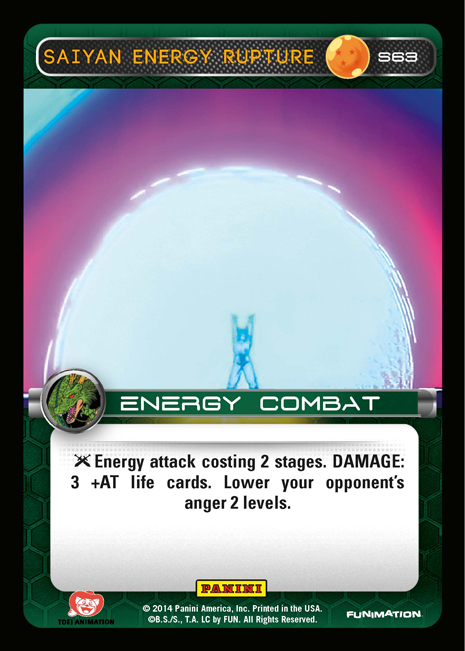 SAIYAN ENERGY RUPTURE S63
ENERGY COMBAT
Energy attack costing 2 stages. DAMAGE:
3 +AT life cards. Lower your opponent's
anger 2 levels.
PANINI
TOEI ANIMATION
© 2014 Panini America, Inc. Printed in the USA.
©B.S./S., T.A. LC by FUN. All Rights Reserved.
FUNIMATION